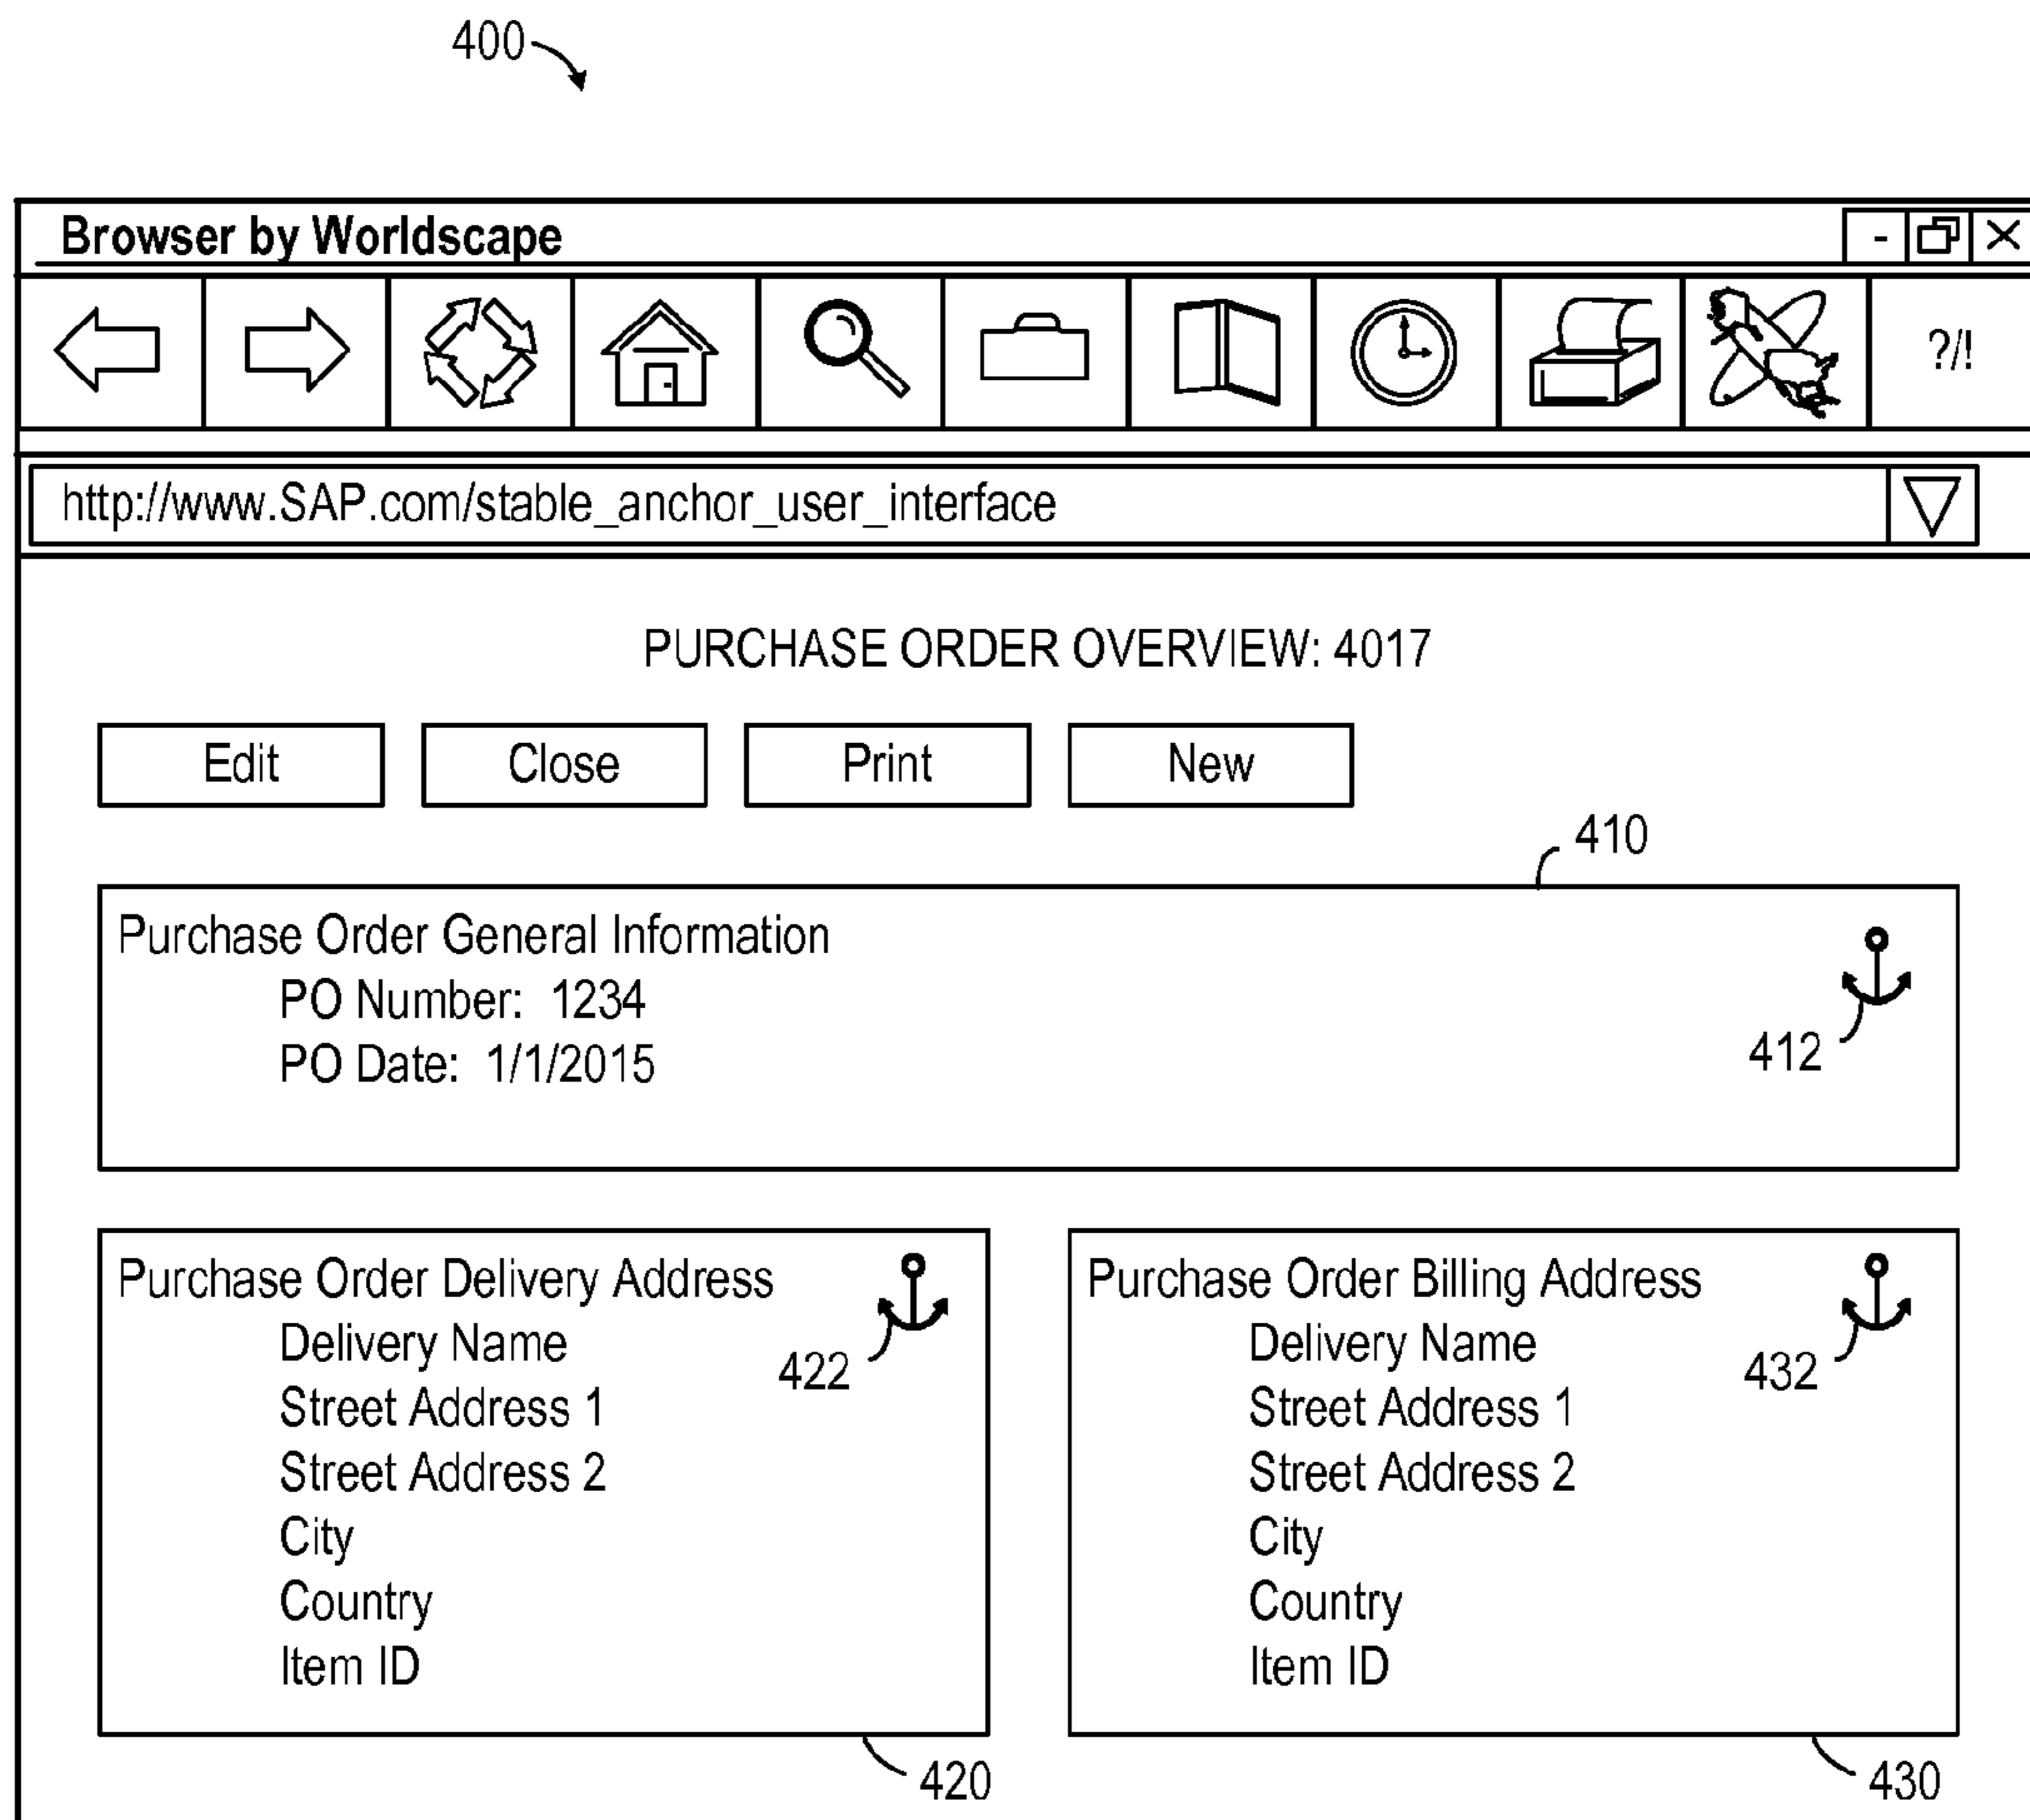 400
Browser by Worldscape
- X
?/!
http://www.SAP.com/stable_anchor_user_interface
PURCHASE ORDER OVERVIEW: 4017
Edit Close Print New
410
Purchase Order General Information
PO Number: 1234
PO Date: 1/1/2015
412
Purchase Order Delivery Address
Delivery Name
Street Address 1
Street Address 2
City
Country
Item ID
422
420
Purchase Order Billing Address
Delivery Name
Street Address 1
Street Address 2
City
Country
Item ID
432
430